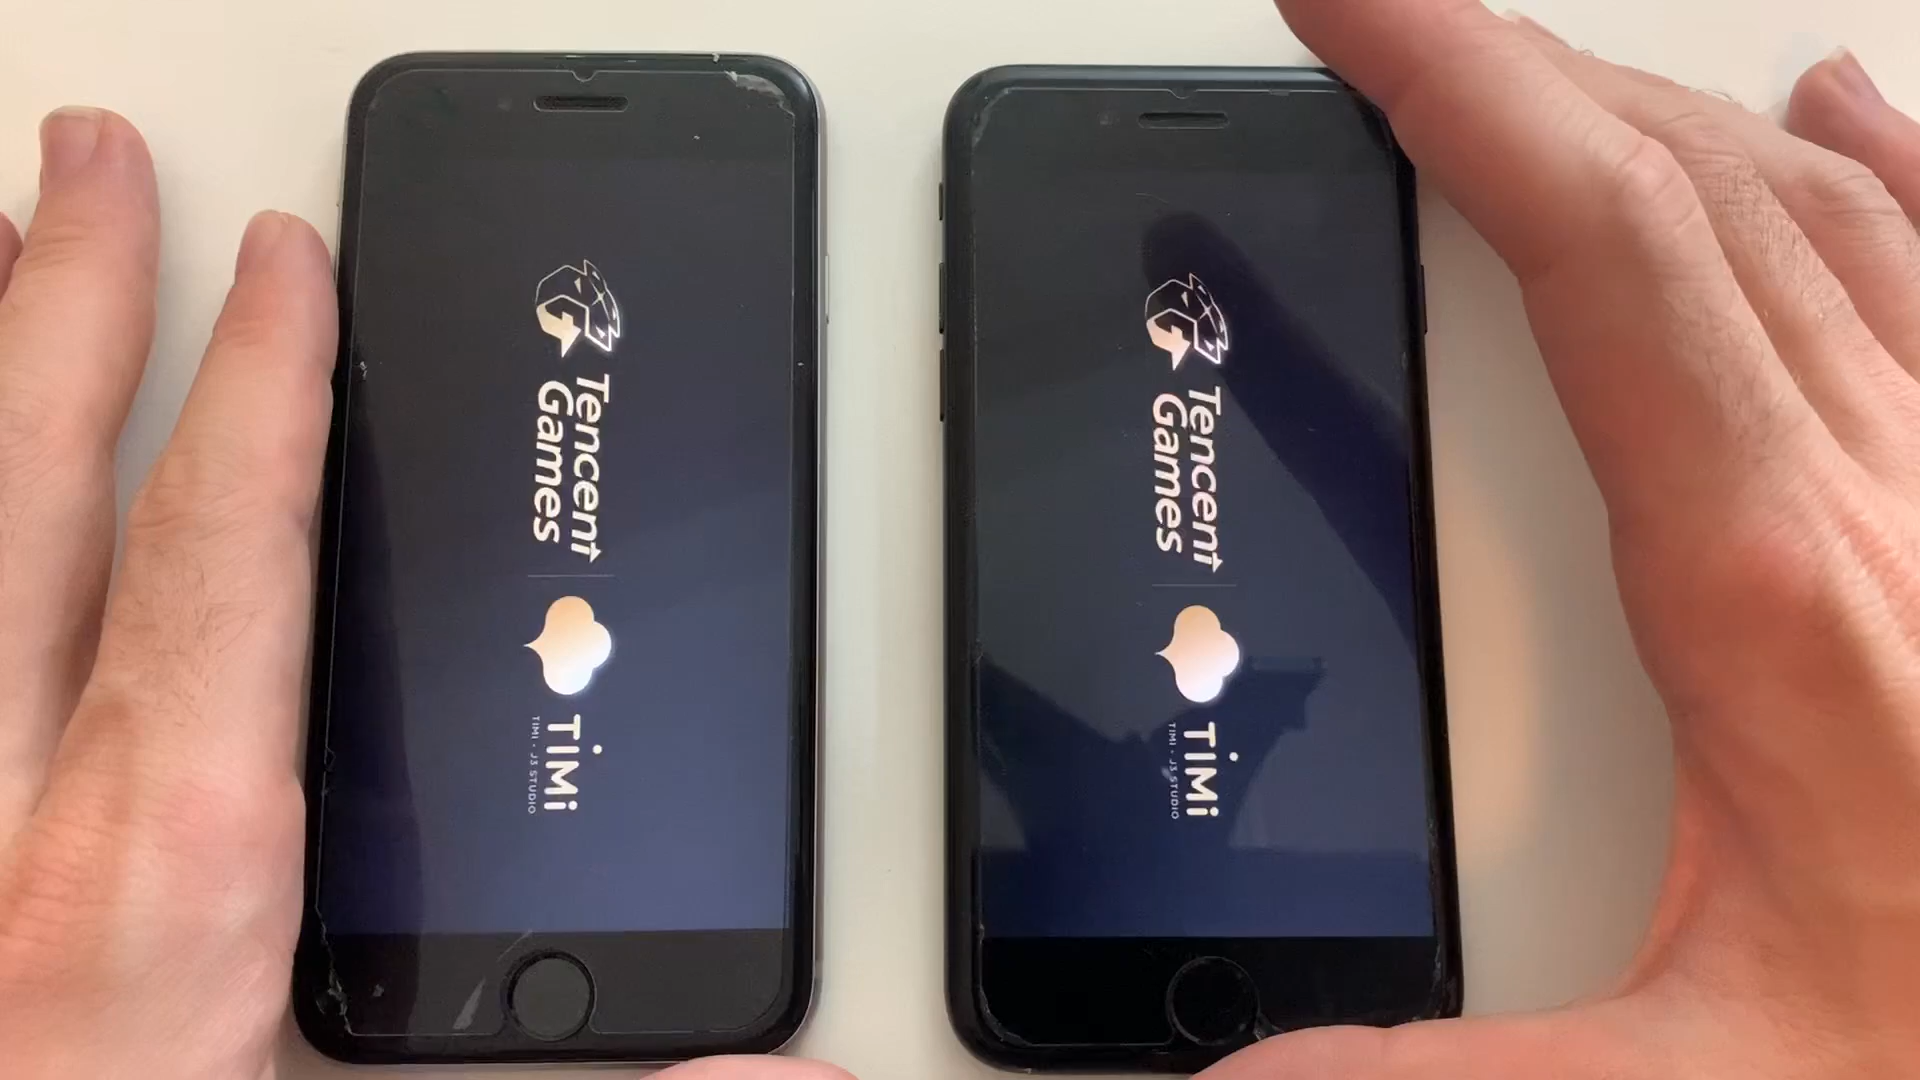 Tencent
Games
TiMi
TIMI · J3 STUDIO
Tencent
Games
TiMi
TIMI · J3 STUDIO